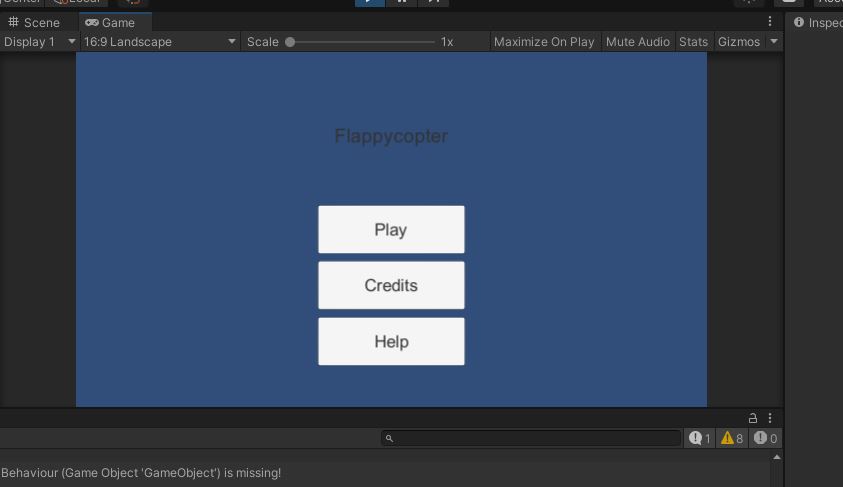 Local
Scene
Game
Inspec
Display 1
16:9 Landscape
Scale
1x
Maximize On Play
Mute Audio
Stats
Gizmos
Flappycopter
Play
Credits
Help
1
8
0
Behaviour (Game Object 'GameObject') is missing!